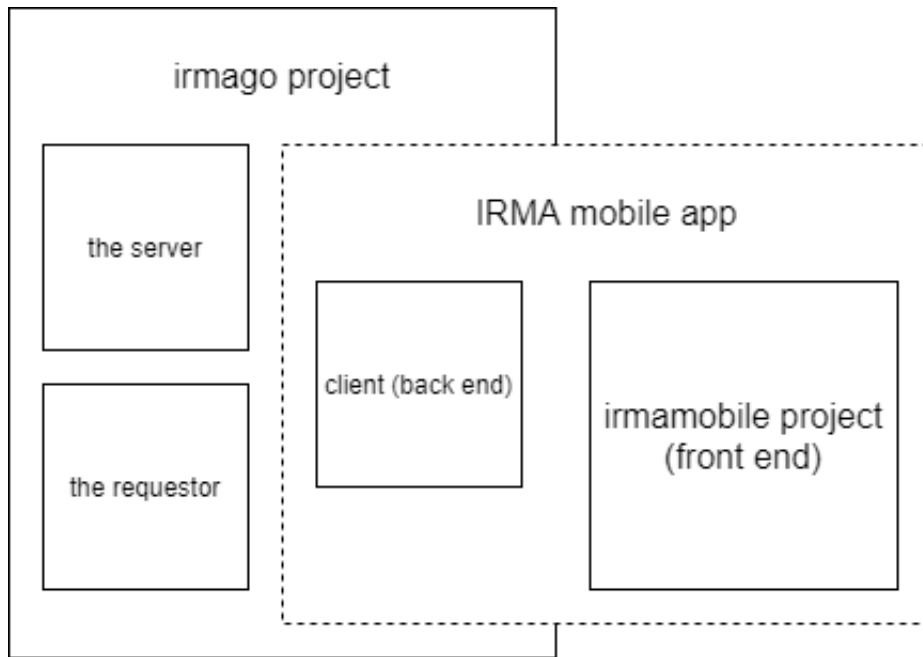 irmago project
the server
IRMA mobile app
client (back end)
irmamobile project
(front end)
the requestor